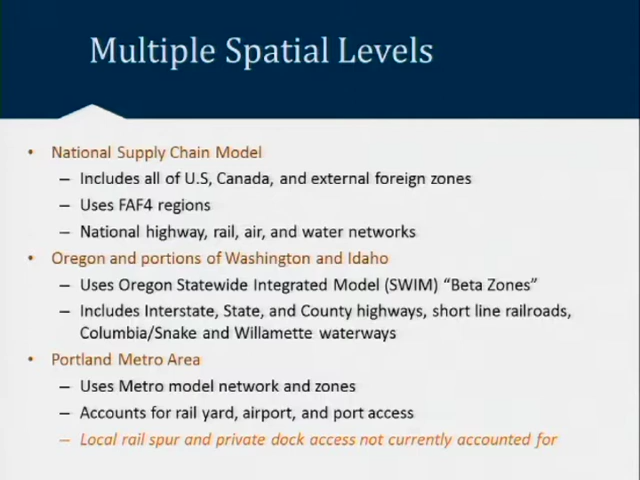 Multiple Spatial Levels
• National Supply Chain Model
– Includes all of U.S, Canada, and external foreign zones
– Uses FAF4 regions
– National highway, rail, air, and water networks
• Oregon and portions of Washington and Idaho
– Uses Oregon Statewide Integrated Model (SWIM) “Beta Zones”
– Includes Interstate, State, and County highways, short line railroads,
Columbia/Snake and Willamette waterways
• Portland Metro Area
– Uses Metro model network and zones
– Accounts for rail yard, airport, and port access
– Local rail spur and private dock access not currently accounted for